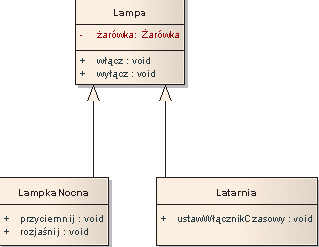 Lampa
- żarówka: Żarówka
+ włącz : void
+ wyłącz : void
LampkaNocna
+ przyciemnij : void
+ rozjaśnij : void
Latarnia
+ ustawWłącznikCzasowy : void